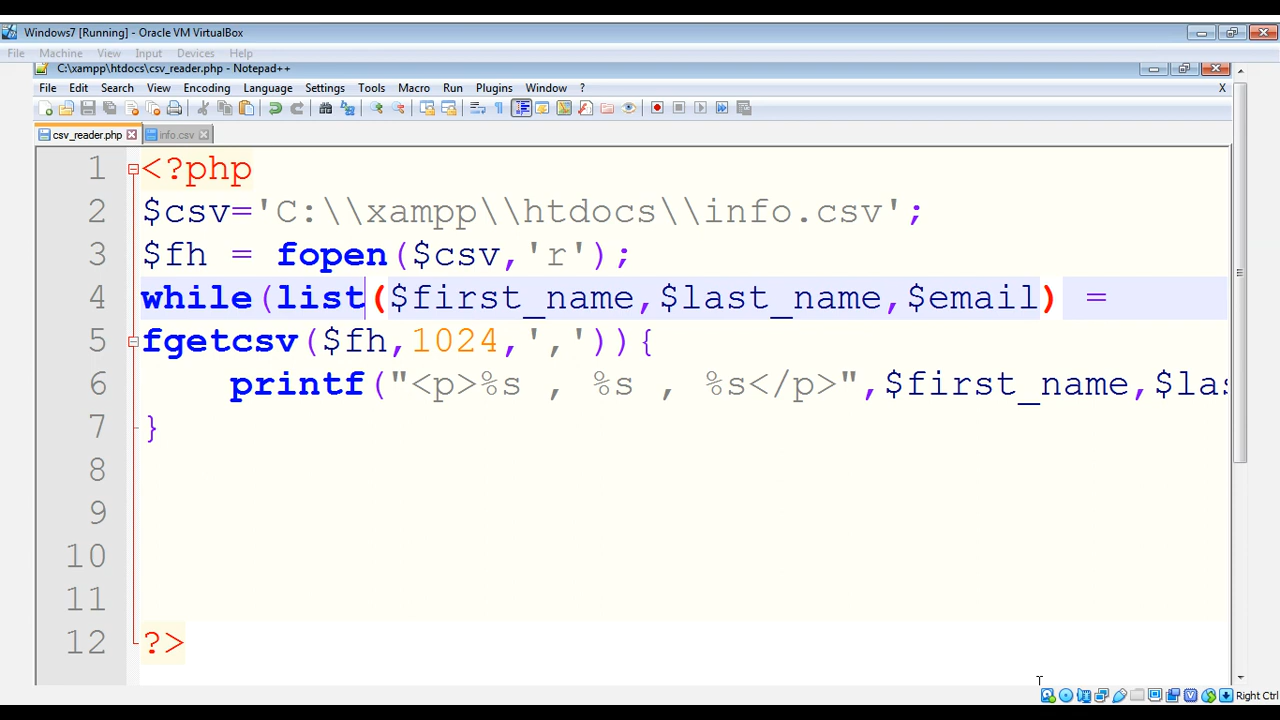 Windows7 [Running] - Oracle VM VirtualBox
File Machine View Input Devices Help
C:\xampp\htdocs\csv_reader.php - Notepad++
File Edit Search View Encoding Language Settings Tools Macro Run Plugins Window ? X
csv_reader.php info.csv
1 <?php
2 $csv='C:\\xampp\\htdocs\\info.csv';
3 $fh = fopen($csv,'r');
4 while(list($first_name,$last_name,$email) =
5 fgetcsv($fh,1024,',')){
6 printf("<p>%s , %s , %s</p>",$first_name,$las
7 }
8
9
10
11
12 ?>
Right Ctrl